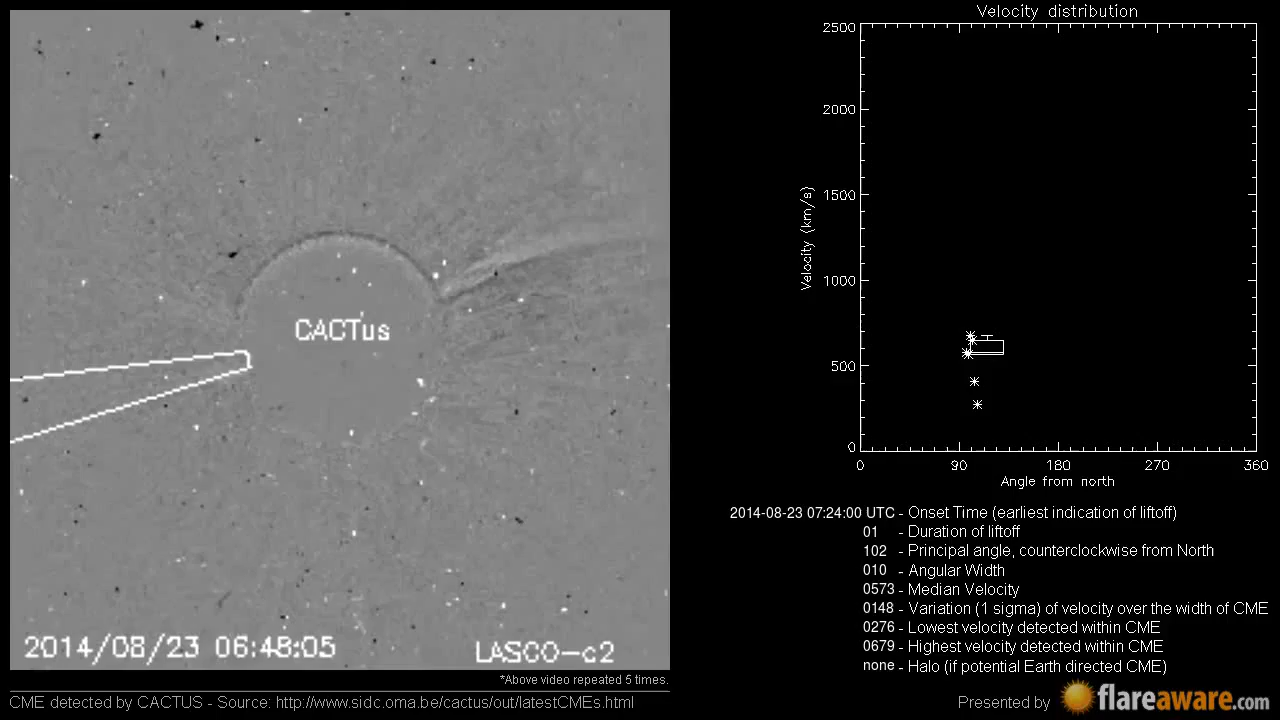 CACTus
2014/08/23 06:48:05
LASCO-c2
*Above video repeated 5 times.
CME detected by CACTUS - Source: http://www.sidc.oma.be/cactus/out/latestCMEs.html
Velocity distribution
Velocity (km/s)
2500
2000
1500
1000
500
0
0 90 180 270 360
Angle from north
2014-08-23 07:24:00 UTC - Onset Time (earliest indication of liftoff)
01 - Duration of liftoff
102 - Principal angle, counterclockwise from North
010 - Angular Width
0573 - Median Velocity
0148 - Variation (1 sigma) of velocity over the width of CME
0276 - Lowest velocity detected within CME
0679 - Highest velocity detected within CME
none - Halo (if potential Earth directed CME)
Presented by flareaware.com